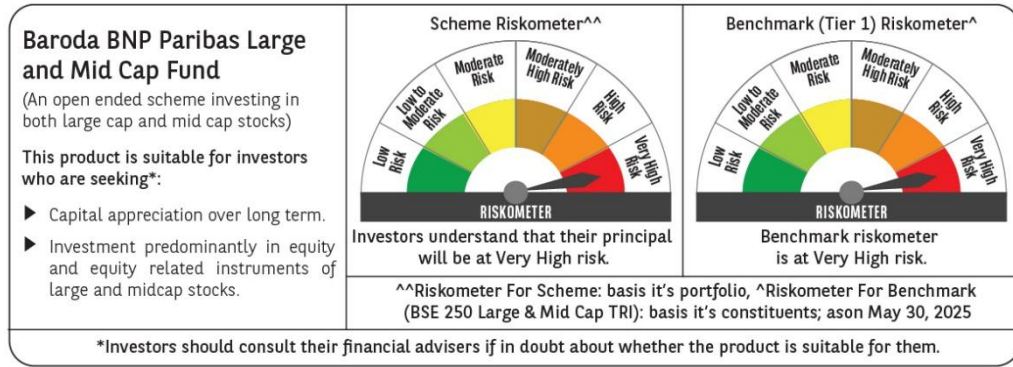 Baroda BNP Paribas Large
and Mid Cap Fund
(An open ended scheme investing in
both large cap and mid cap stocks)
This product is suitable for investors
who are seeking*:
▶ Capital appreciation over long term.
▶ Investment predominantly in equity
and equity related instruments of
large and midcap stocks.
Scheme Riskometer^^
Low
Risk
Low to
Moderate
Risk
Moderate
Risk
Moderately
High Risk
High
Risk
Very High
Risk
RISKOMETER
Investors understand that their principal
will be at Very High risk.
Benchmark (Tier 1) Riskometer^
Low
Risk
Low to
Moderate
Risk
Moderate
Risk
Moderately
High Risk
High
Risk
Very High
Risk
RISKOMETER
Benchmark riskometer
is at Very High risk.
^^Riskometer For Scheme: basis it's portfolio, ^Riskometer For Benchmark
(BSE 250 Large & Mid Cap TRI): basis it's constituents; ason May 30, 2025
*Investors should consult their financial advisers if in doubt about whether the product is suitable for them.